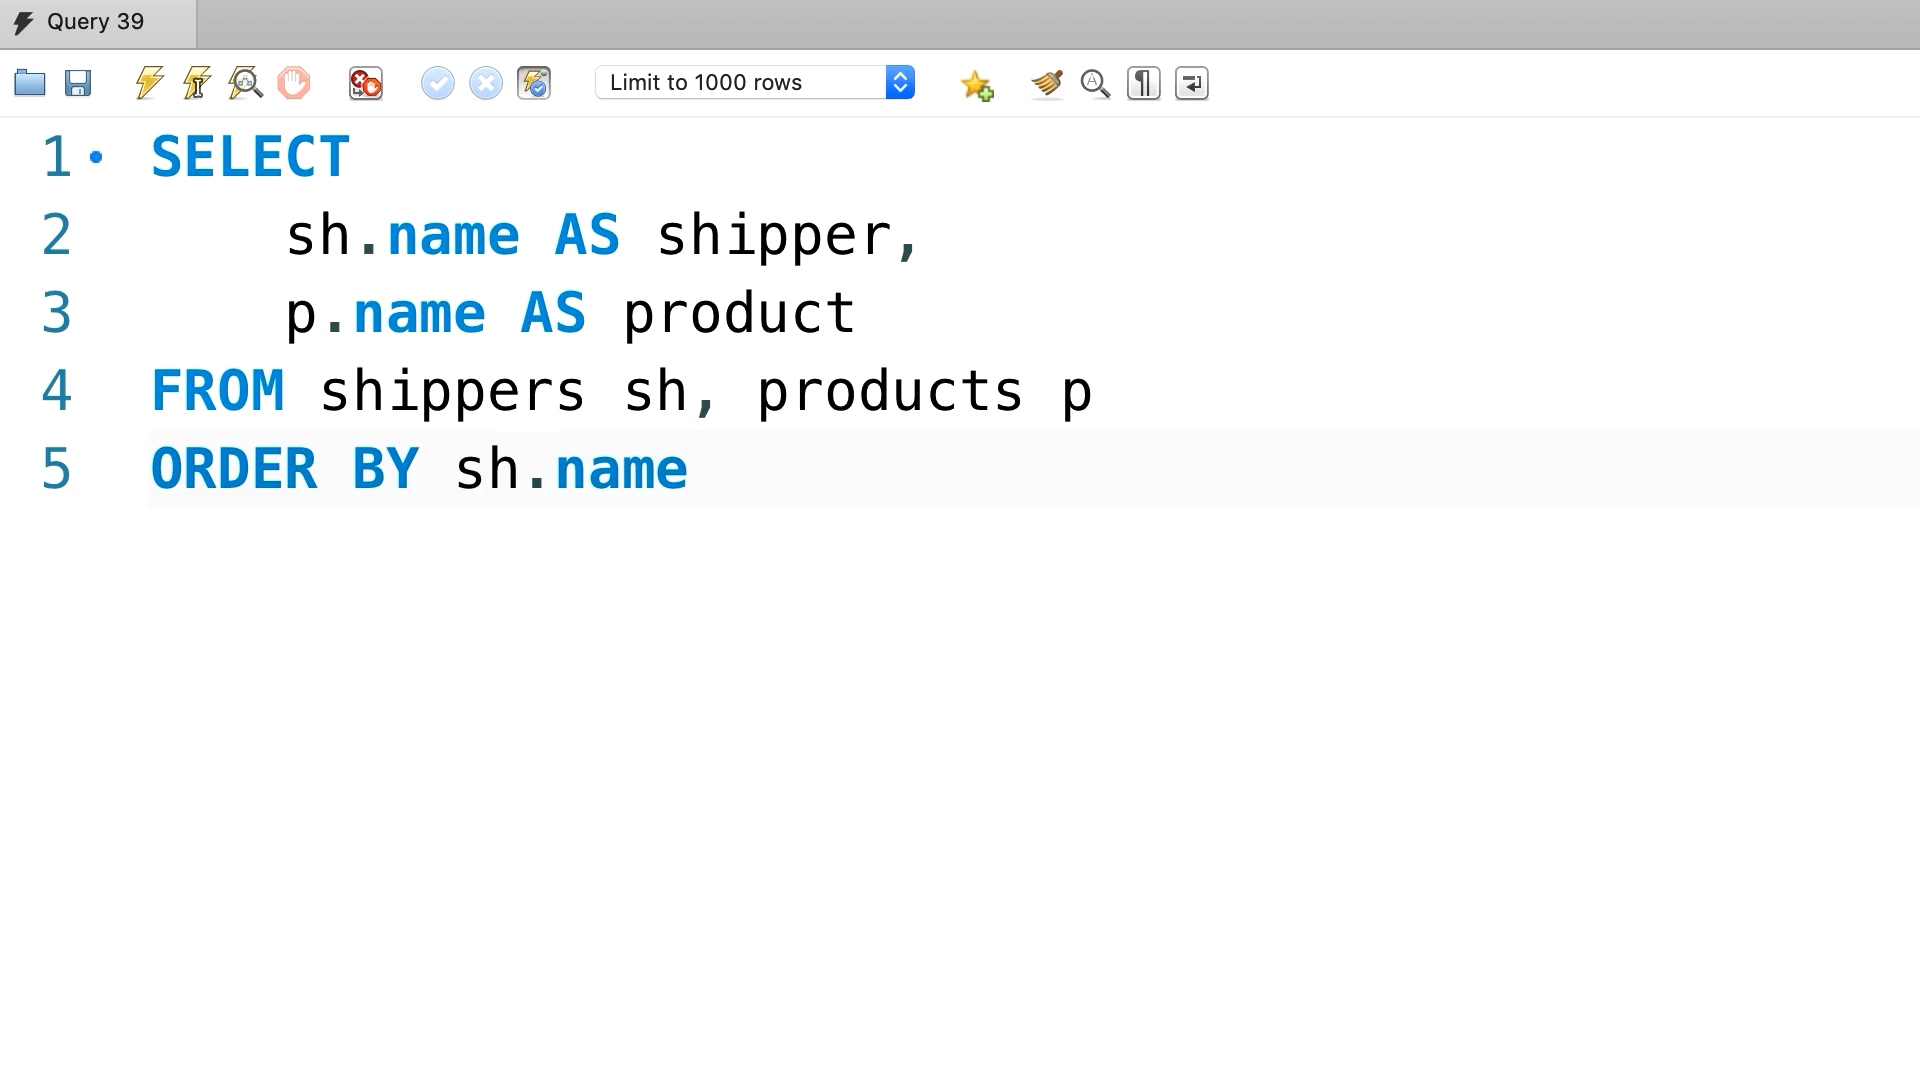 Query 39
Limit to 1000 rows
1 SELECT
2 sh.name AS shipper,
3 p.name AS product
4 FROM shippers sh, products p
5 ORDER BY sh.name